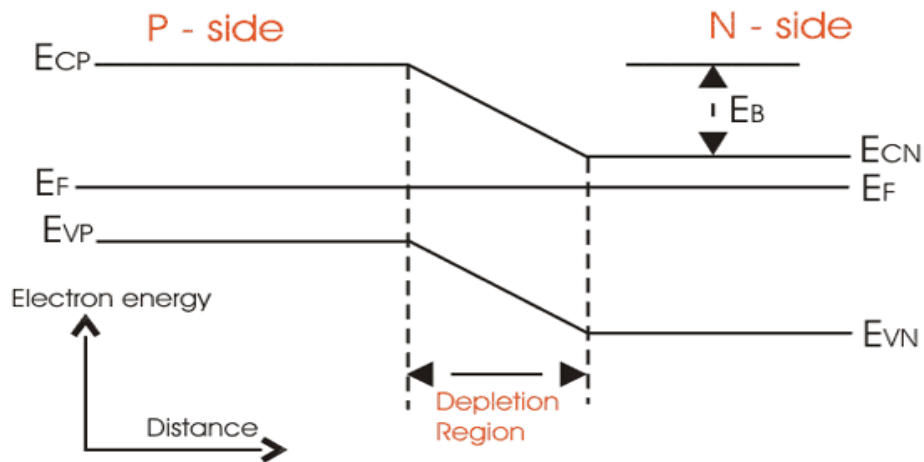 P - side
N - side
ECP
EB
ECN
EF
EF
EVP
Electron energy
EVN
Depletion
Region
Distance